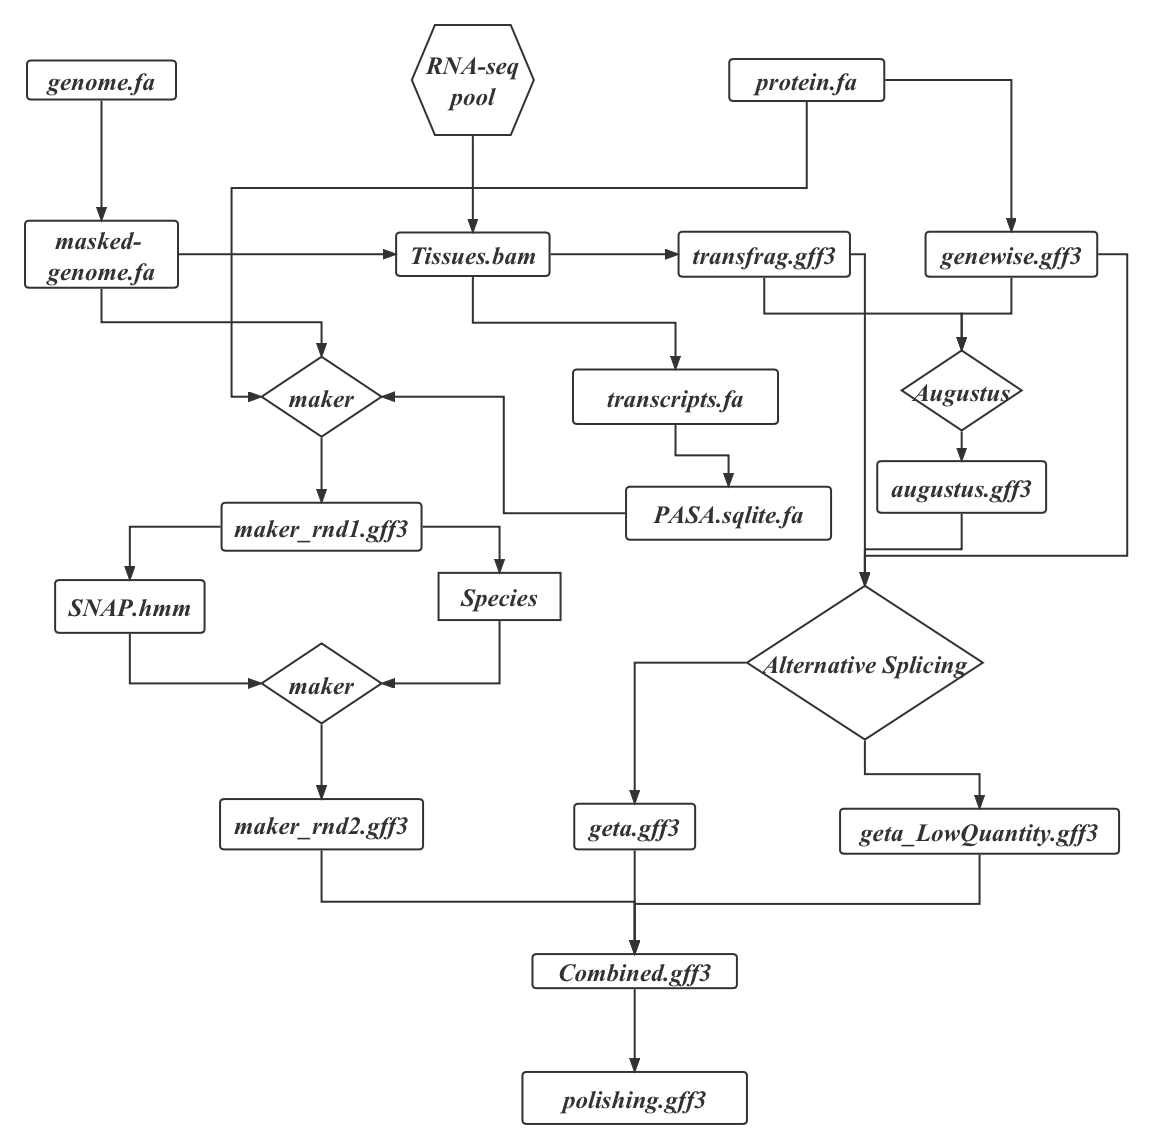 genome.fa
RNA-seq
pool
protein.fa
masked-
genome.fa
Tissues.bam
transfrag.gff3
genewise.gff3
maker
transcripts.fa
Augustus
augustus.gff3
maker_rnd1.gff3
PASA.sqlite.fa
SNAP.hmm
Species
maker
Alternative Splicing
maker_rnd2.gff3
geta.gff3
geta_LowQuantity.gff3
Combined.gff3
polishing.gff3